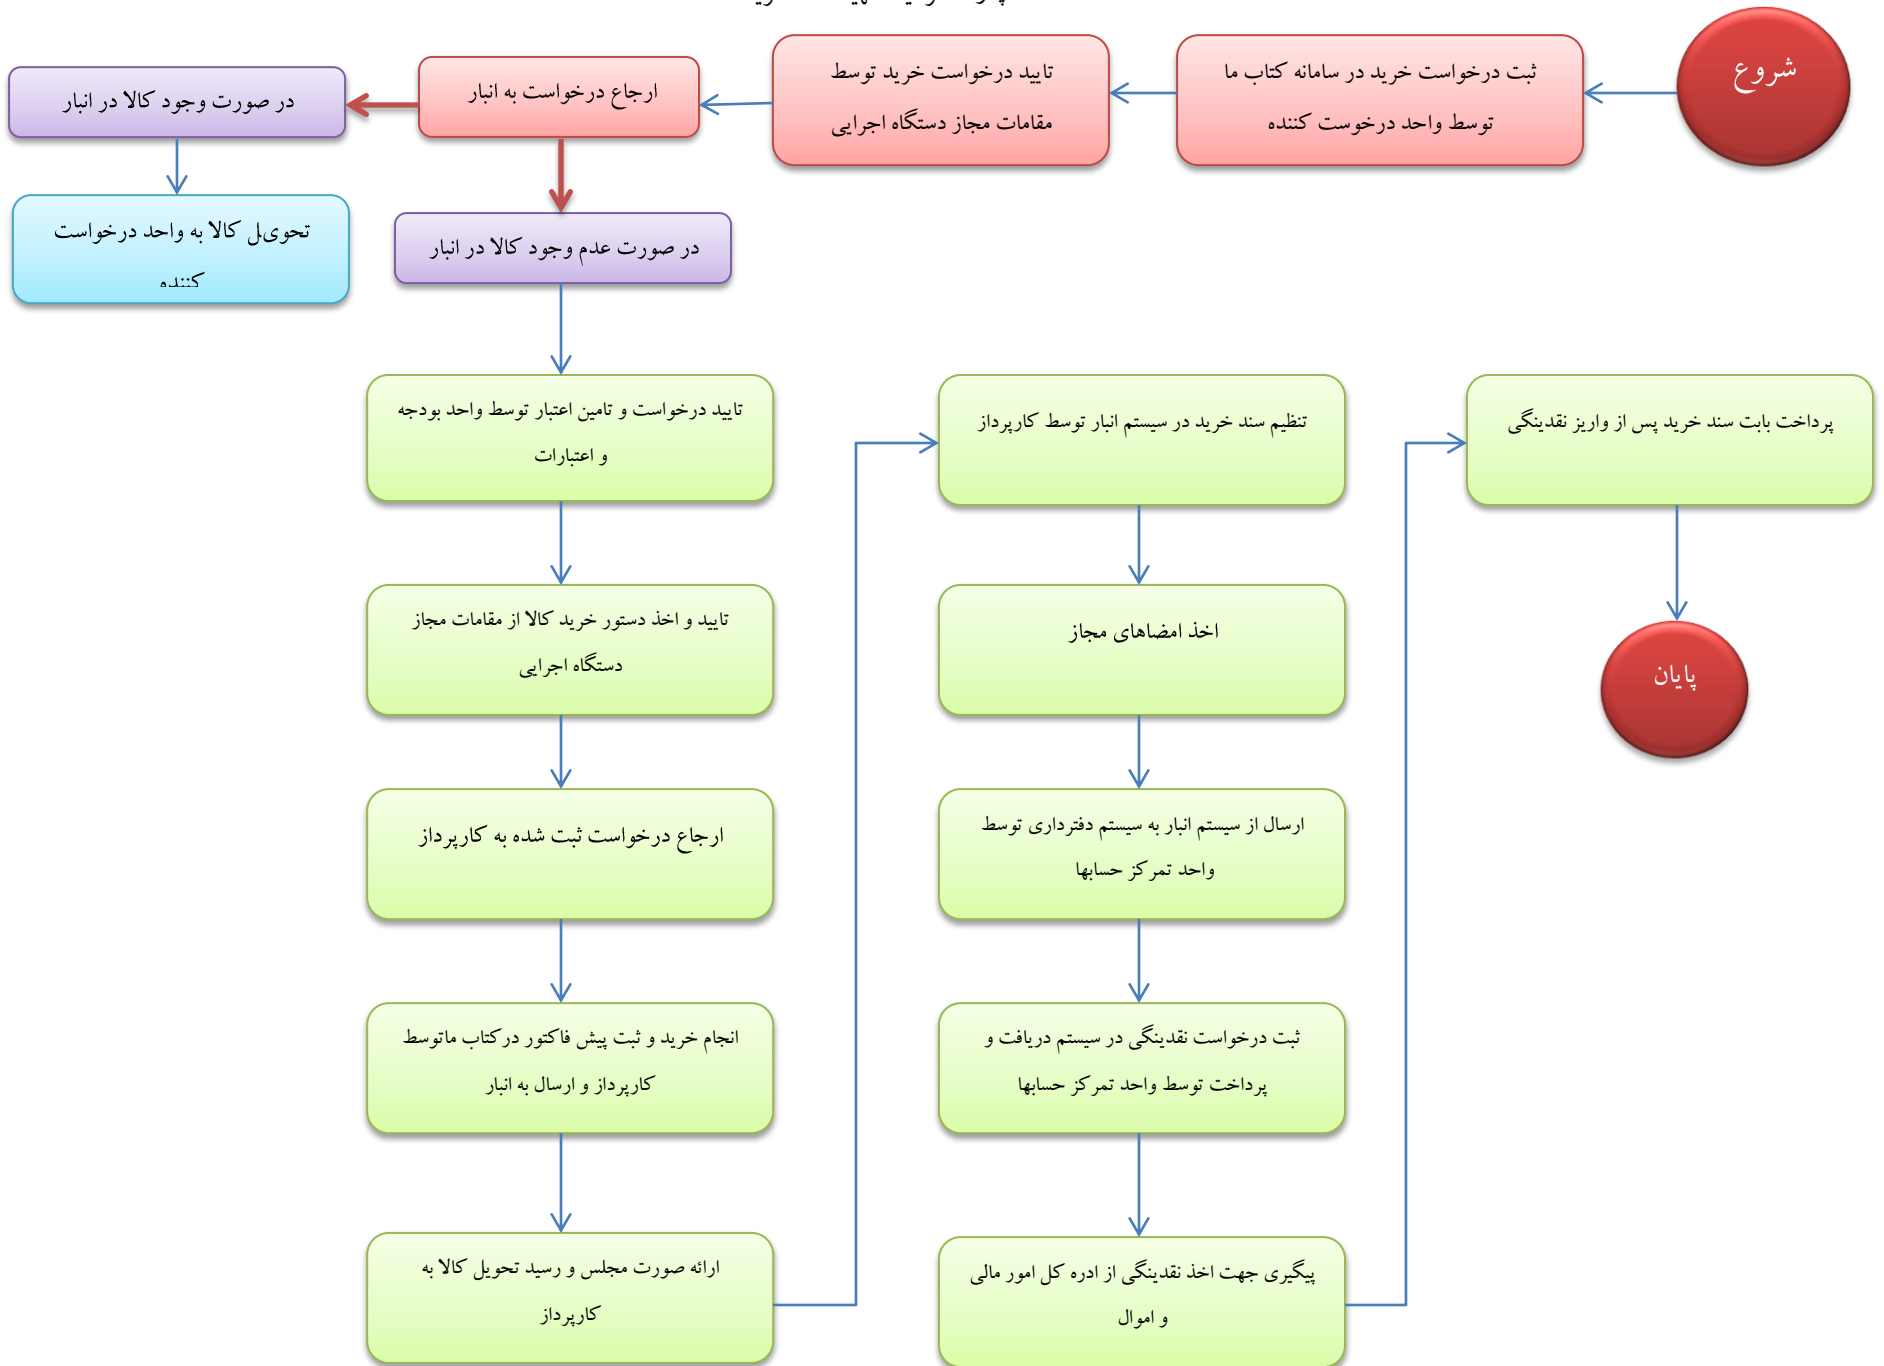 شروع
ثبت درخواست خرید در سامانه کتاب ما
توسط واحد درخوست کننده
تایید درخواست خرید توسط
مقامات مجاز دستگاه اجرایی
ارجاع درخواست به انبار
در صورت وجود کالا در انبار
تحویل کالا به واحد درخواست
کننده
در صورت عدم وجود کالا در انبار
تایید درخواست و تامین اعتبار توسط واحد بودجه
و اعتبارات
تایید و اخذ دستور خرید کالا از مقامات مجاز
دستگاه اجرایی
ارجاع درخواست ثبت شده به کارپرداز
انجام خرید و ثبت پیش فاکتور درکتاب ماتوسط
کارپرداز و ارسال به انبار
ارائه صورت مجلس و رسید تحویل کالا به
کارپرداز
تنظیم سند خرید در سیستم انبار توسط کارپرداز
اخذ امضاهای مجاز
ارسال از سیستم انبار به سیستم دفترداری توسط
واحد تمرکز حسابها
ثبت درخواست نقدینگی در سیستم دریافت و
پرداخت توسط واحد تمرکز حسابها
پیگیری جهت اخذ نقدینگی از ادره کل امور مالی
و اموال
پرداخت بابت سند خرید پس از واریز نقدینگی
پایان